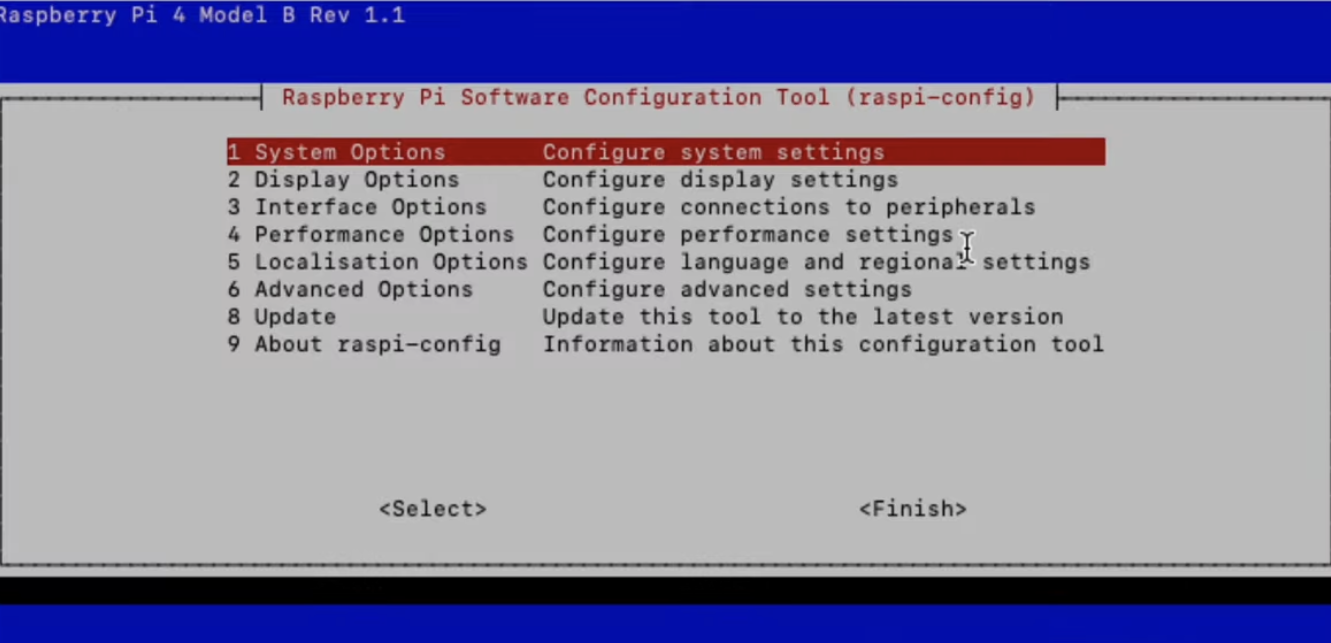 Raspberry Pi 4 Model B Rev 1.1
Raspberry Pi Software Configuration Tool (raspi-config)
1 System Options Configure system settings
2 Display Options Configure display settings
3 Interface Options Configure connections to peripherals
4 Performance Options Configure performance settings
5 Localisation Options Configure language and regional settings
6 Advanced Options Configure advanced settings
8 Update Update this tool to the latest version
9 About raspi-config Information about this configuration tool
<Select> <Finish>